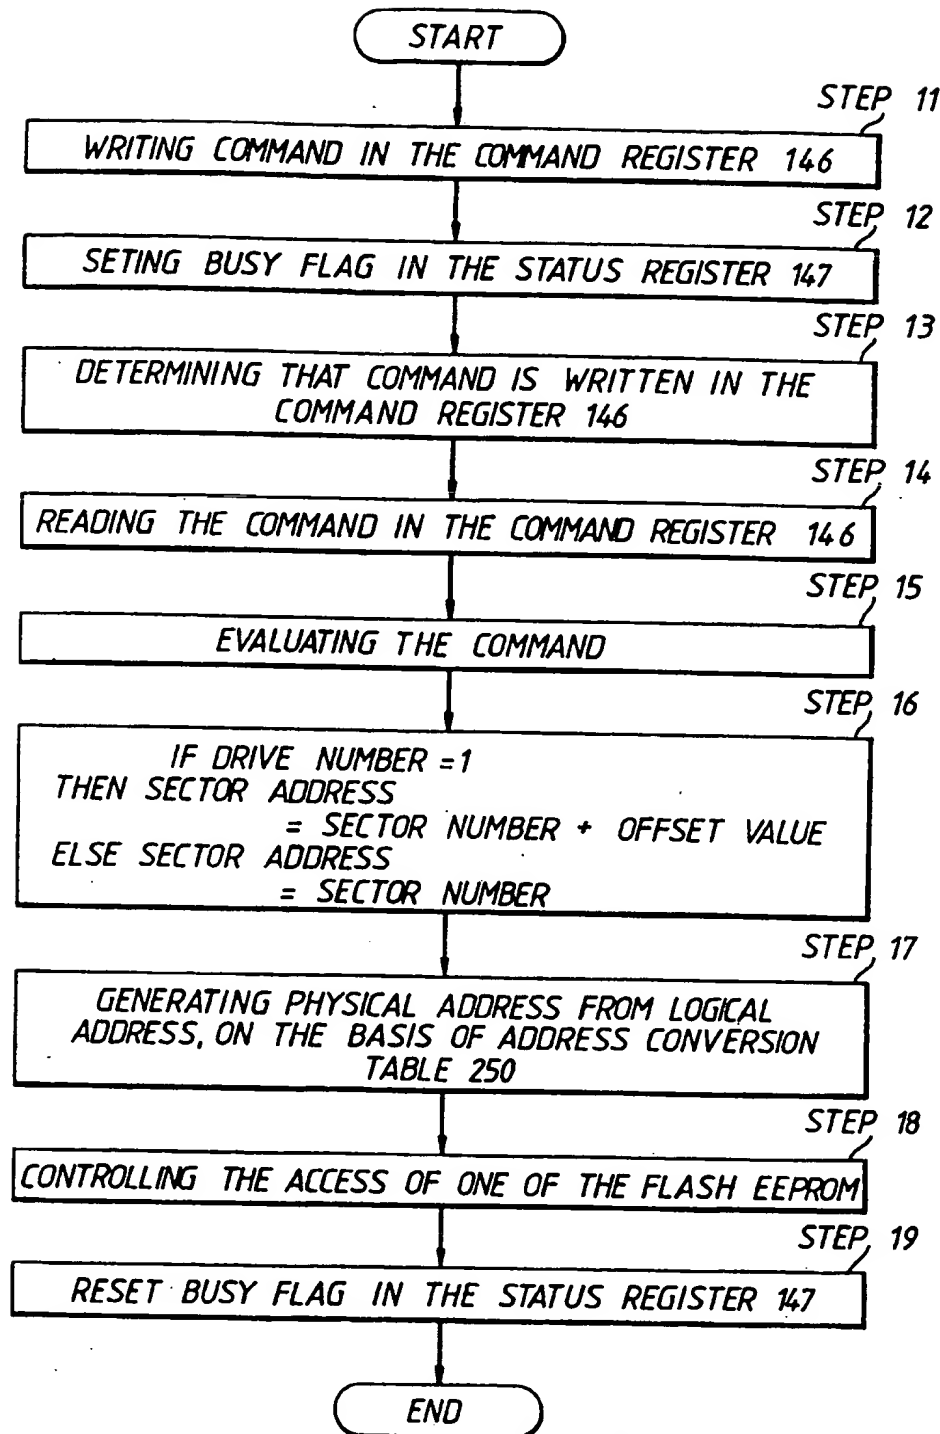 START
STEP 11
WRITING COMMAND IN THE COMMAND REGISTER 146
STEP 12
SETING BUSY FLAG IN THE STATUS REGISTER 147
STEP 13
DETERMINING THAT COMMAND IS WRITTEN IN THE
COMMAND REGISTER 146
STEP 14
READING THE COMMAND IN THE COMMAND REGISTER 146
STEP 15
EVALUATING THE COMMAND
STEP 16
IF DRIVE NUMBER =1
THEN SECTOR ADDRESS
= SECTOR NUMBER + OFFSET VALUE
ELSE SECTOR ADDRESS
= SECTOR NUMBER
STEP 17
GENERATING PHYSICAL ADDRESS FROM LOGICAL
ADDRESS, ON THE BASIS OF ADDRESS CONVERSION
TABLE 250
STEP 18
CONTROLLING THE ACCESS OF ONE OF THE FLASH EEPROM
STEP 19
RESET BUSY FLAG IN THE STATUS REGISTER 147
END